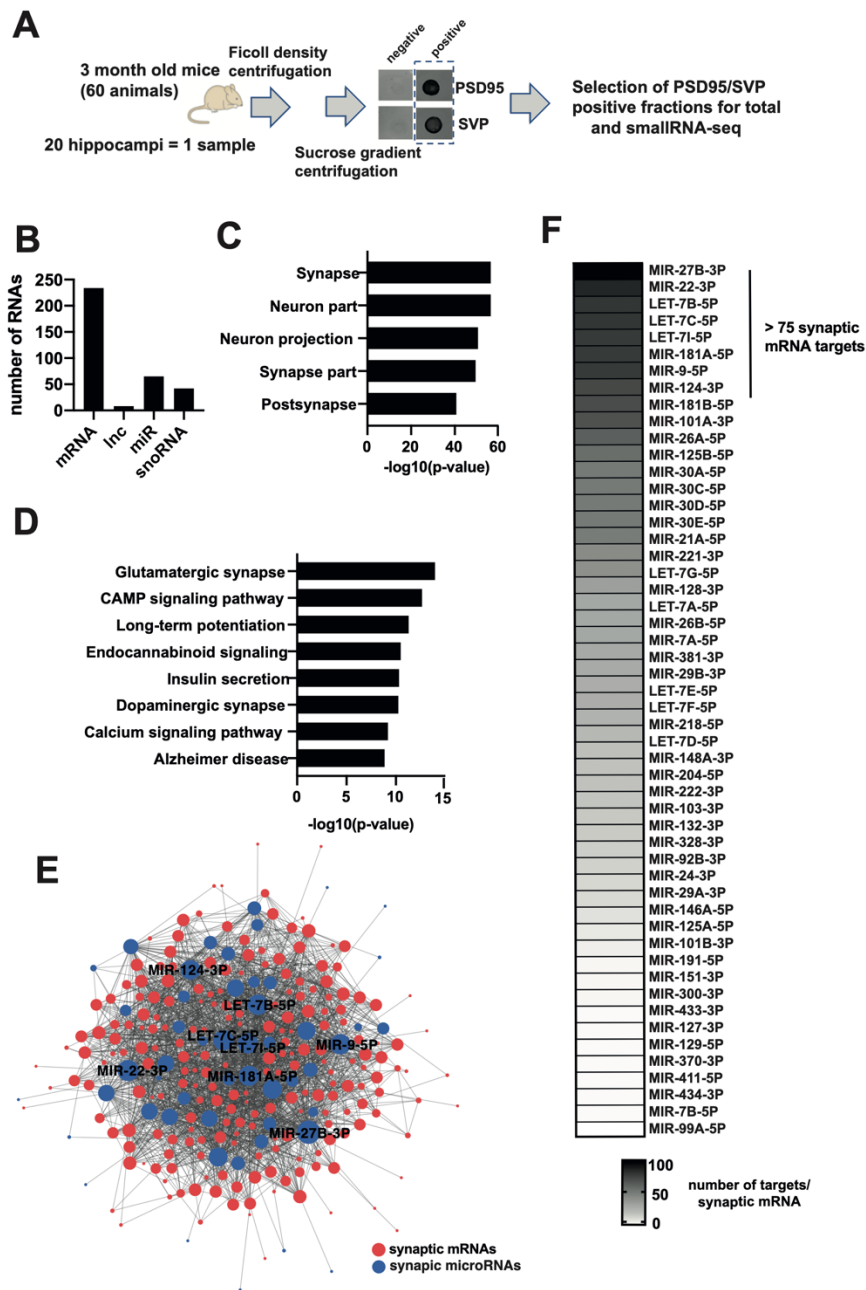 A
3 month old mice
(60 animals)
20 hippocampi = 1 sample
Ficoll density
centrifugation
Sucrose gradient
centrifugation
negative
positive
PSD95
SVP
Selection of PSD95/SVP
positive fractions for total
and smallRNA-seq
B
number of RNAs
250
200
150
100
50
0
mRNA
lnc
miR
snoRNA
C
Synapse
Neuron part
Neuron projection
Synapse part
Postsynapse
0 20 40 60
-log10(p-value)
D
Glutamatergic synapse
CAMP signaling pathway
Long-term potentiation
Endocannabinoid signaling
Insulin secretion
Dopaminergic synapse
Calcium signaling pathway
Alzheimer disease
0 5 10 15
-log10(p-value)
E
MIR-124-3P
LET-7B-5P
LET-7C-5P
LET-7I-5P
MIR-9-5P
MIR-22-3P
MIR-181A-5P
MIR-27B-3P
synaptic mRNAs
synapic microRNAs
F
MIR-27B-3P
MIR-22-3P
LET-7B-5P
LET-7C-5P
LET-7I-5P
MIR-181A-5P
MIR-9-5P
MIR-124-3P
MIR-181B-5P
MIR-101A-3P
MIR-26A-5P
MIR-125B-5P
MIR-30A-5P
MIR-30C-5P
MIR-30D-5P
MIR-30E-5P
MIR-21A-5P
MIR-221-3P
LET-7G-5P
MIR-128-3P
LET-7A-5P
MIR-26B-5P
MIR-7A-5P
MIR-381-3P
MIR-29B-3P
LET-7E-5P
LET-7F-5P
MIR-218-5P
LET-7D-5P
MIR-148A-3P
MIR-204-5P
MIR-222-3P
MIR-103-3P
MIR-132-3P
MIR-328-3P
MIR-92B-3P
MIR-24-3P
MIR-29A-3P
MIR-146A-5P
MIR-125A-5P
MIR-101B-3P
MIR-191-5P
MIR-151-3P
MIR-300-3P
MIR-433-3P
MIR-127-3P
MIR-129-5P
MIR-370-3P
MIR-411-5P
MIR-434-3P
MIR-7B-5P
MIR-99A-5P
> 75 synaptic
mRNA targets
100
50
0
number of targets/
synaptic mRNA